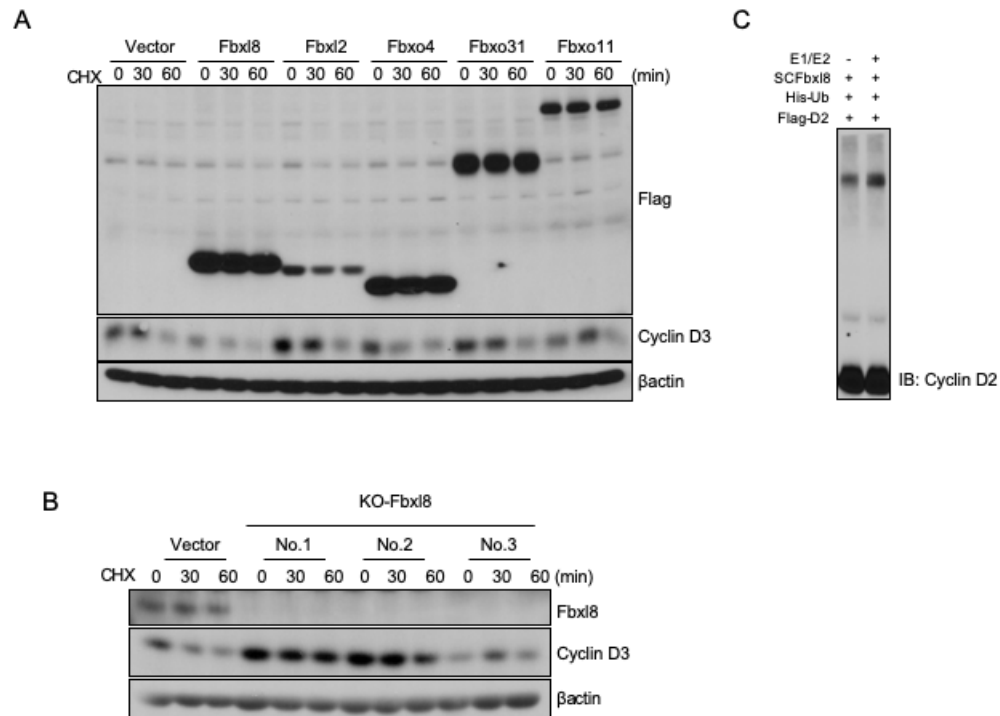 A
Vector Fbxl8 Fbxl2 Fbxo4 Fbxo31 Fbxo11
CHX 0 30 60 0 30 60 0 30 60 0 30 60 0 30 60 0 30 60 (min)
Flag
Cyclin D3
βactin
C
E1/E2 - +
SCFbxl8 + +
His-Ub + +
Flag-D2 + +
IB: Cyclin D2
B
KO-Fbxl8
Vector No.1 No.2 No.3
CHX 0 30 60 0 30 60 0 30 60 0 30 60 (min)
Fbxl8
Cyclin D3
βactin